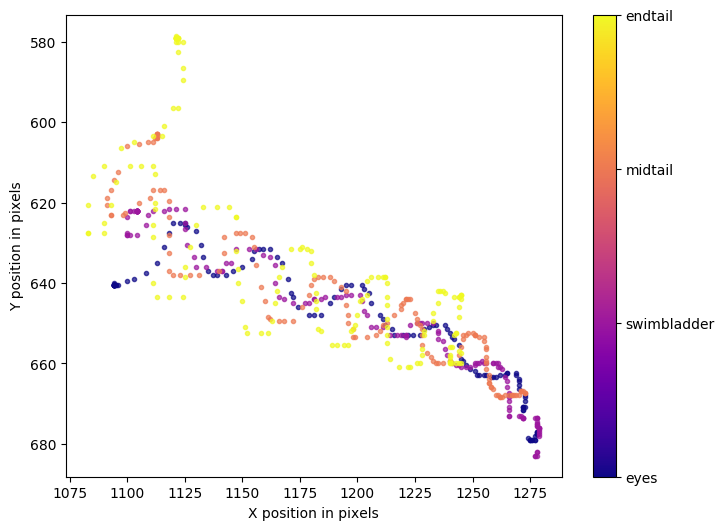 endtail
580
600
620
midtail
640
660
swimbladder
680
eyes
1075 1100 1125 1150 1175 1200 1225 1250 1275
X position in pixels
Y position in pixels